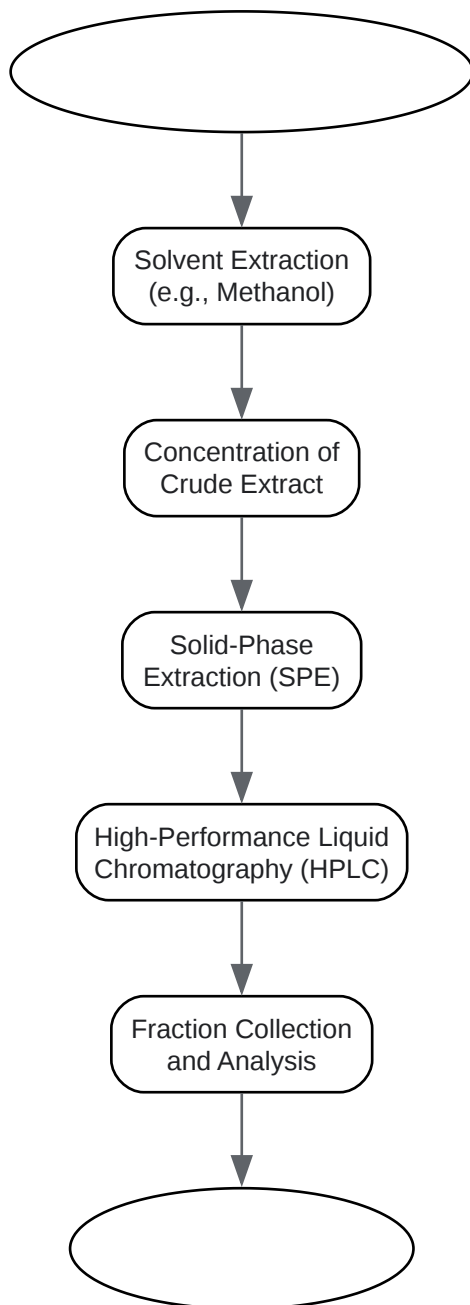 Solvent Extraction
(e.g., Methanol)
Concentration of
Crude Extract
Solid-Phase
Extraction (SPE)
High-Performance Liquid
Chromatography (HPLC)
Fraction Collection
and Analysis